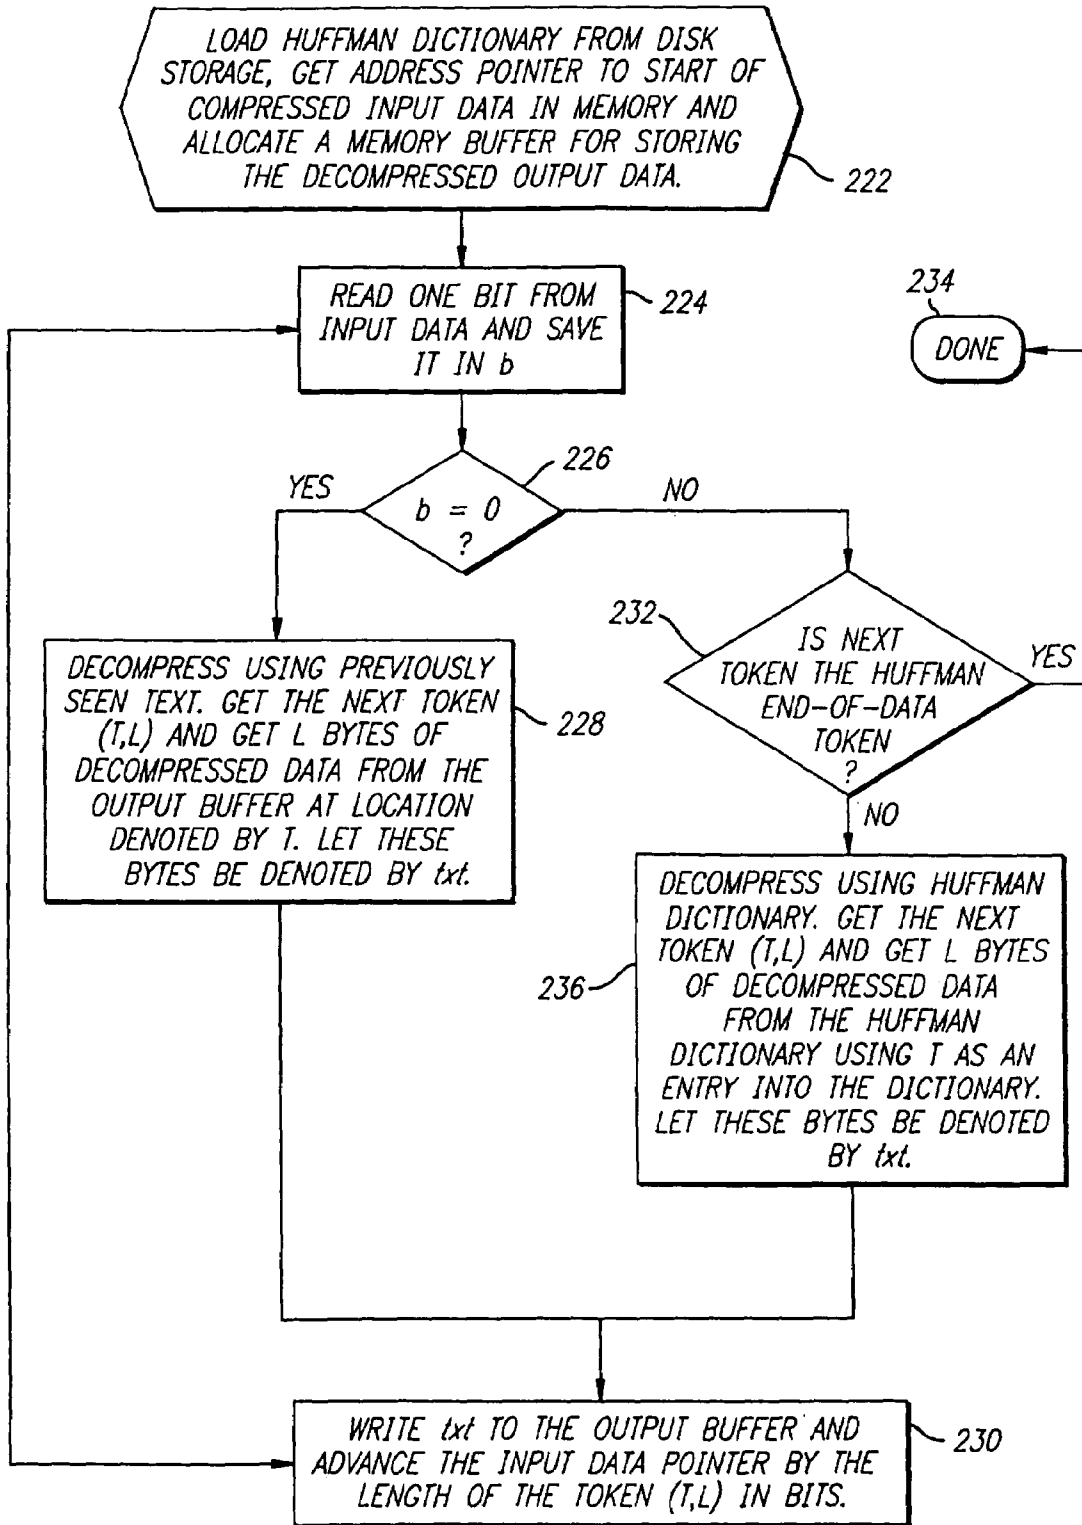 LOAD HUFFMAN DICTIONARY FROM DISK
STORAGE, GET ADDRESS POINTER TO START OF
COMPRESSED INPUT DATA IN MEMORY AND
ALLOCATE A MEMORY BUFFER FOR STORING
THE DECOMPRESSED OUTPUT DATA.
222
READ ONE BIT FROM
INPUT DATA AND SAVE
IT IN b
224
234
DONE
226
YES
b = 0
?
NO
232
IS NEXT
TOKEN THE HUFFMAN
END-OF-DATA
TOKEN
?
YES
NO
DECOMPRESS USING PREVIOUSLY
SEEN TEXT. GET THE NEXT TOKEN
(T,L) AND GET L BYTES OF
DECOMPRESSED DATA FROM THE
OUTPUT BUFFER AT LOCATION
DENOTED BY T. LET THESE
BYTES BE DENOTED BY txt.
228
DECOMPRESS USING HUFFMAN
DICTIONARY. GET THE NEXT
TOKEN (T,L) AND GET L BYTES
OF DECOMPRESSED DATA
FROM THE HUFFMAN
DICTIONARY USING T AS AN
ENTRY INTO THE DICTIONARY.
LET THESE BYTES BE DENOTED
BY txt.
236
WRITE txt TO THE OUTPUT BUFFER AND
ADVANCE THE INPUT DATA POINTER BY THE
LENGTH OF THE TOKEN (T,L) IN BITS.
230